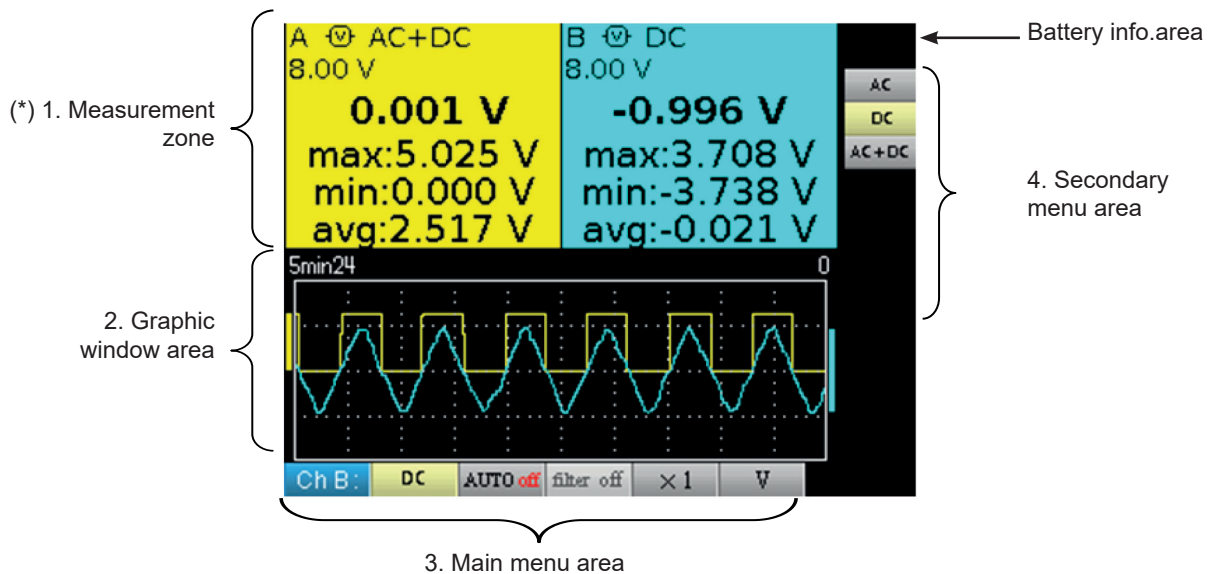 Battery info.area
(*) 1. Measurement
zone
A V AC+DC
8.00 V
0.001 V
max:5.025 V
min:0.000 V
avg:2.517 V
B V DC
8.00 V
-0.996 V
max:3.708 V
min:-3.738 V
avg:-0.021 V
AC
DC
AC+DC
4. Secondary
menu area
2. Graphic
window area
5min24
0
Ch B:
DC
AUTO off
filter off
×1
V
3. Main menu area